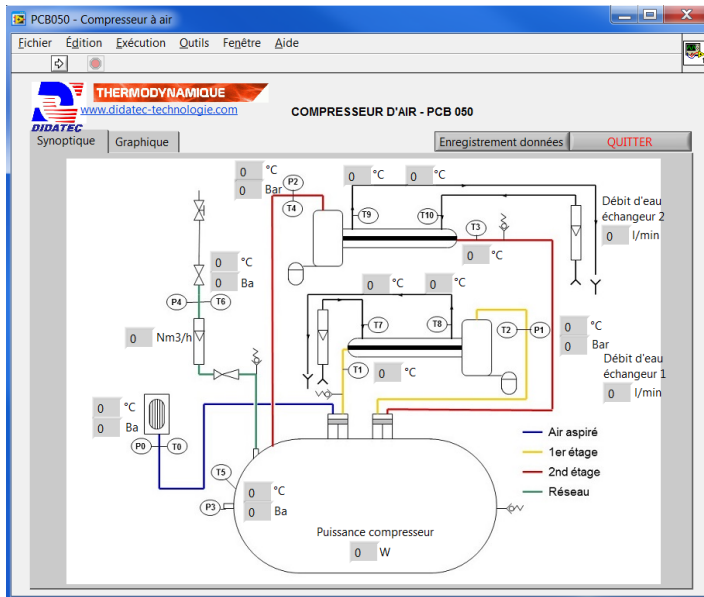 PCB050 - Compresseur à air
Fichier Édition Exécution Outils Fenêtre Aide
THERMODYNAMIQUE
www.didatec-technologie.com
DIDATEC
COMPRESSEUR D'AIR - PCB 050
Synoptique Graphique Enregistrement données QUITTER
0 °C
0 Bar
P2
T4
0 °C 0 °C
T9 T10 T3
0 °C
Débit d'eau
échangeur 2
0 l/min
0 °C
0 Ba
P4 T6
0 Nm3/h
0 °C 0 °C
T7 T8
T2 P1
T1 0 °C
0 °C
0 Bar
Débit d'eau
échangeur 1
0 l/min
0 °C
0 Ba
P0 T0
T5
P3
0 °C
0 Ba
Puissance compresseur
0 W
Air aspiré
1er étage
2nd étage
Réseau